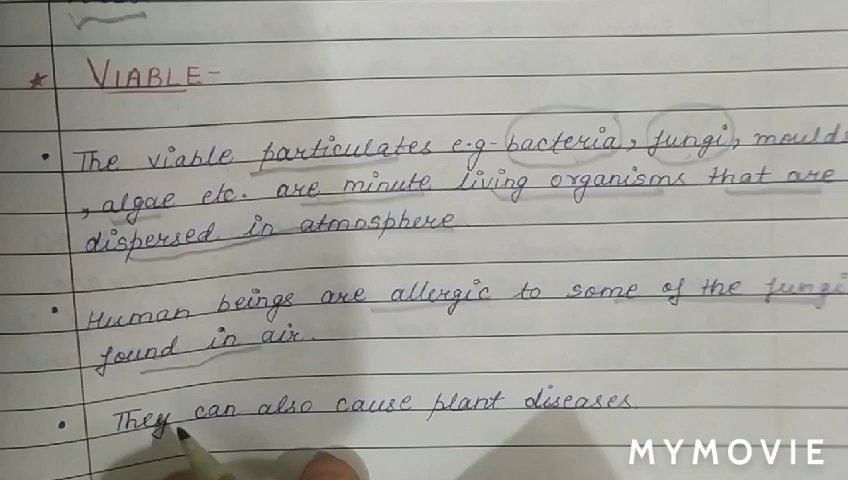 * VIABLE-
• The viable particulates e.g-bacteria, fungi, moulds
, algae etc. are minute living organisms that are
dispersed in atmosphere
• Human beings are allergic to some of the fungi
found in air.
• They can also cause plant diseases.
MYMOVIE